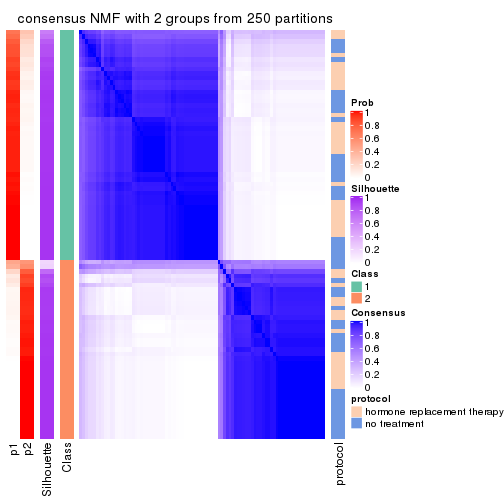 consensus NMF with 2 groups from 250 partitions
p1
p2
Silhouette
Class
protocol
Prob
1
0.8
0.6
0.4
0.2
0
Silhouette
1
0.8
0.6
0.4
0.2
0
Class
1
2
Consensus
1
0.8
0.6
0.4
0.2
0
protocol
hormone replacement therapy
no treatment